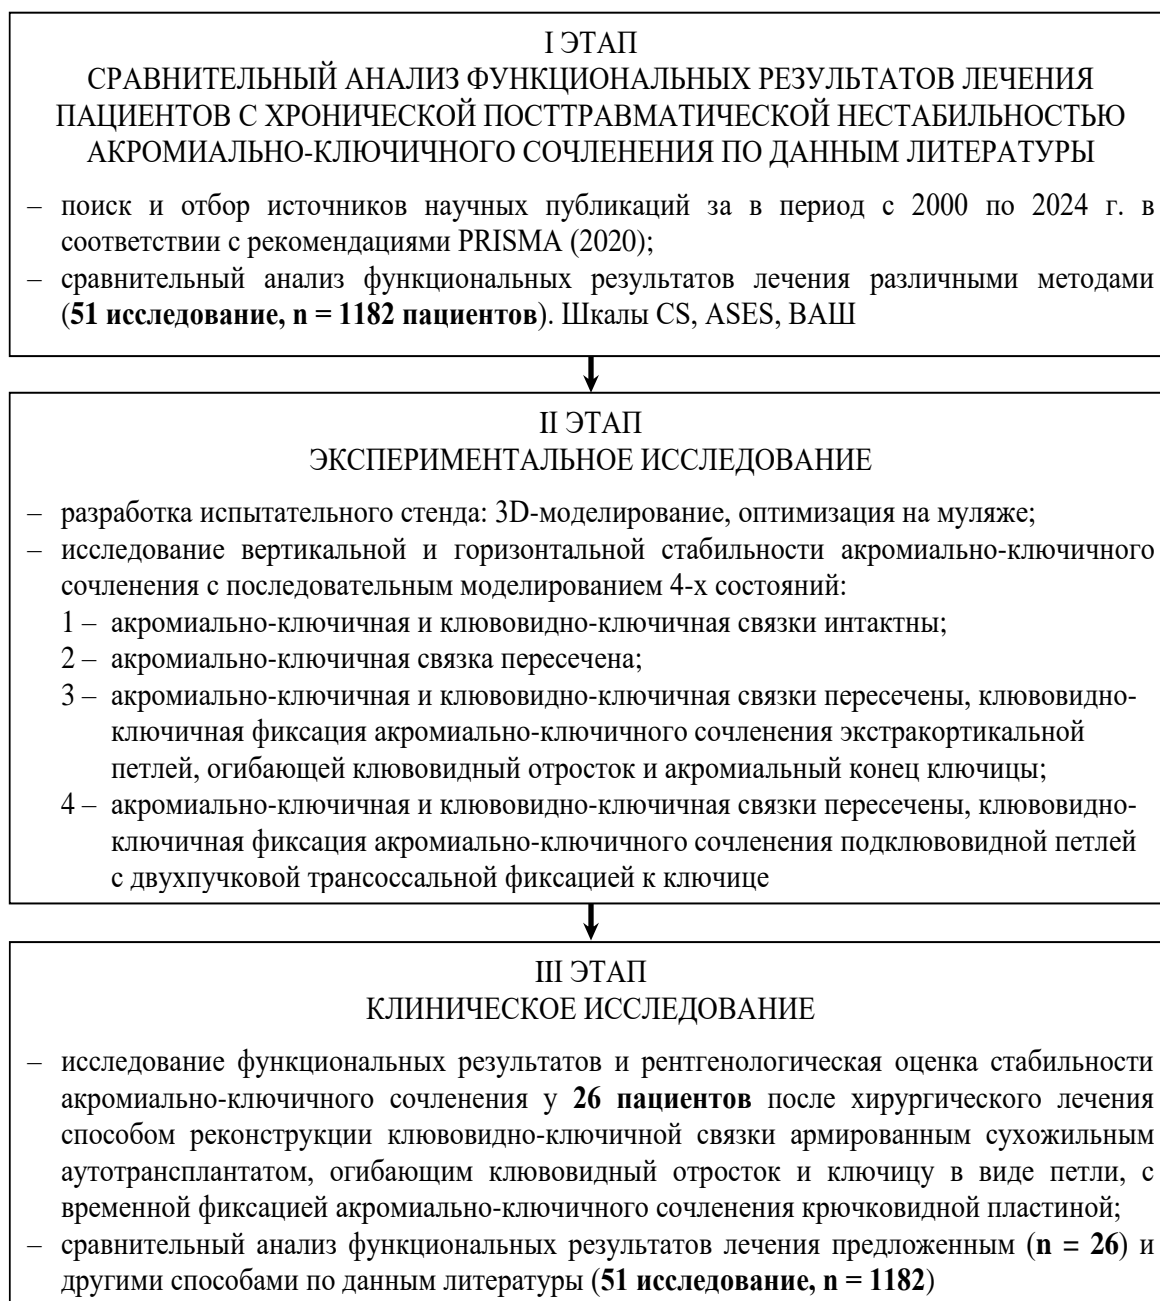 I ЭТАП
СРАВНИТЕЛЬНЫЙ АНАЛИЗ ФУНКЦИОНАЛЬНЫХ РЕЗУЛЬТАТОВ ЛЕЧЕНИЯ
ПАЦИЕНТОВ С ХРОНИЧЕСКОЙ ПОСТТРАВМАТИЧЕСКОЙ НЕСТАБИЛЬНОСТЬЮ
АКРОМИАЛЬНО-КЛЮЧИЧНОГО СОЧЛЕНЕНИЯ ПО ДАННЫМ ЛИТЕРАТУРЫ
– поиск и отбор источников научных публикаций за в период с 2000 по 2024 г. в
соответствии с рекомендациями PRISMA (2020);
– сравнительный анализ функциональных результатов лечения различными методами
(51 исследование, n = 1182 пациентов). Шкалы CS, ASES, ВАШ
II ЭТАП
ЭКСПЕРИМЕНТАЛЬНОЕ ИССЛЕДОВАНИЕ
– разработка испытательного стенда: 3D-моделирование, оптимизация на муляже;
– исследование вертикальной и горизонтальной стабильности акромиально-ключичного
сочленения с последовательным моделированием 4-х состояний:
1 – акромиально-ключичная и клювовидно-ключичная связки интактны;
2 – акромиально-ключичная связка пересечена;
3 – акромиально-ключичная и клювовидно-ключичная связки пересечены, клювовидно-
ключичная фиксация акромиально-ключичного сочленения экстракортикальной
петлей, огибающей клювовидный отросток и акромиальный конец ключицы;
4 – акромиально-ключичная и клювовидно-ключичная связки пересечены, клювовидно-
ключичная фиксация акромиально-ключичного сочленения подклювовидной петлей
с двухпучковой трансоссальной фиксацией к ключице
III ЭТАП
КЛИНИЧЕСКОЕ ИССЛЕДОВАНИЕ
– исследование функциональных результатов и рентгенологическая оценка стабильности
акромиально-ключичного сочленения у 26 пациентов после хирургического лечения
способом реконструкции клювовидно-ключичной связки армированным сухожильным
аутотрансплантатом, огибающим клювовидный отросток и ключицу в виде петли, с
временной фиксацией акромиально-ключичного сочленения крючковидной пластиной;
– сравнительный анализ функциональных результатов лечения предложенным (n = 26) и
другими способами по данным литературы (51 исследование, n = 1182)